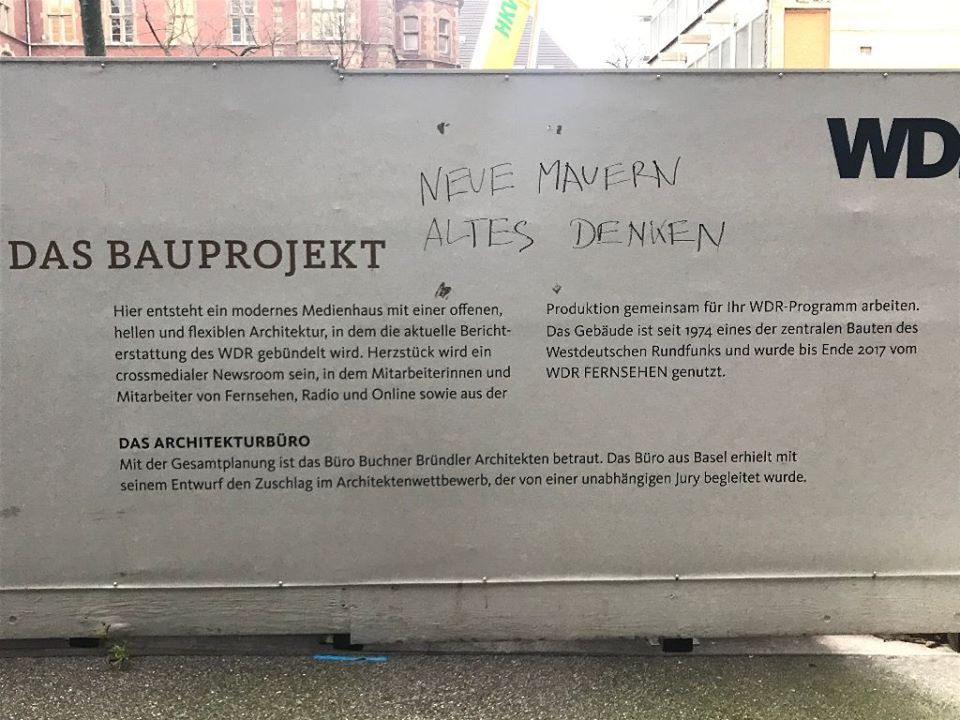 HKAW
WD
NEUE MAUERN
ALTES DENKEN
DAS BAUPROJEKT
Hier entsteht ein modernes Medienhaus mit einer offenen,
hellen und flexiblen Architektur, in dem die aktuelle Bericht-
erstattung des WDR gebündelt wird. Herzstück wird ein
crossmedialer Newsroom sein, in dem Mitarbeiterinnen und
Mitarbeiter von Fernsehen, Radio und Online sowie aus der
Produktion gemeinsam für Ihr WDR-Programm arbeiten.
Das Gebäude ist seit 1974 eines der zentralen Bauten des
Westdeutschen Rundfunks und wurde bis Ende 2017 vom
WDR FERNSEHEN genutzt.
DAS ARCHITEKTURBÜRO
Mit der Gesamtplanung ist das Büro Buchner Bründler Architekten betraut. Das Büro aus Basel erhielt mit
seinem Entwurf den Zuschlag im Architektenwettbewerb, der von einer unabhängigen Jury begleitet wurde.